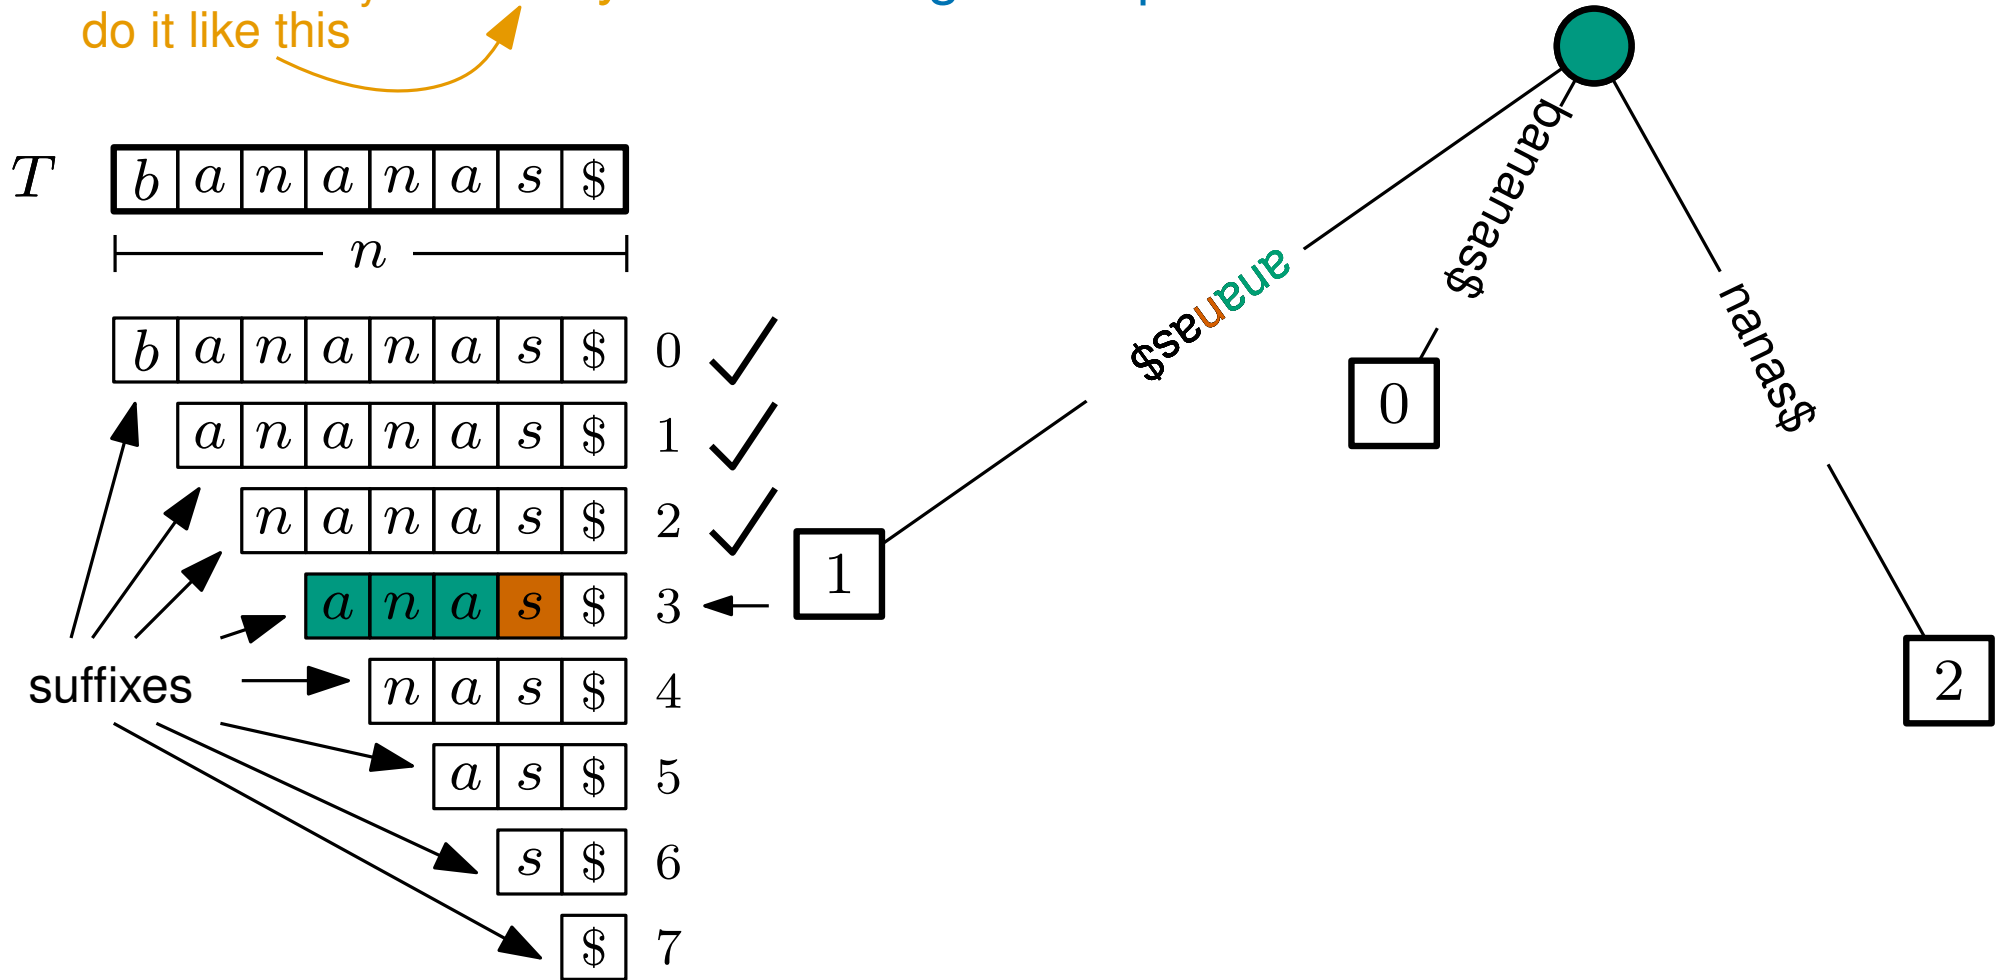 do it like this
T b a n a n a s $
n
b a n a n a s $ 0
a n a n a s $ 1
n a n a s $ 2
a n a s $ 3
n a s $ 4
a s $ 5
s $ 6
$ 7
suffixes
ananas$
bananas$
nanas$
1
0
2